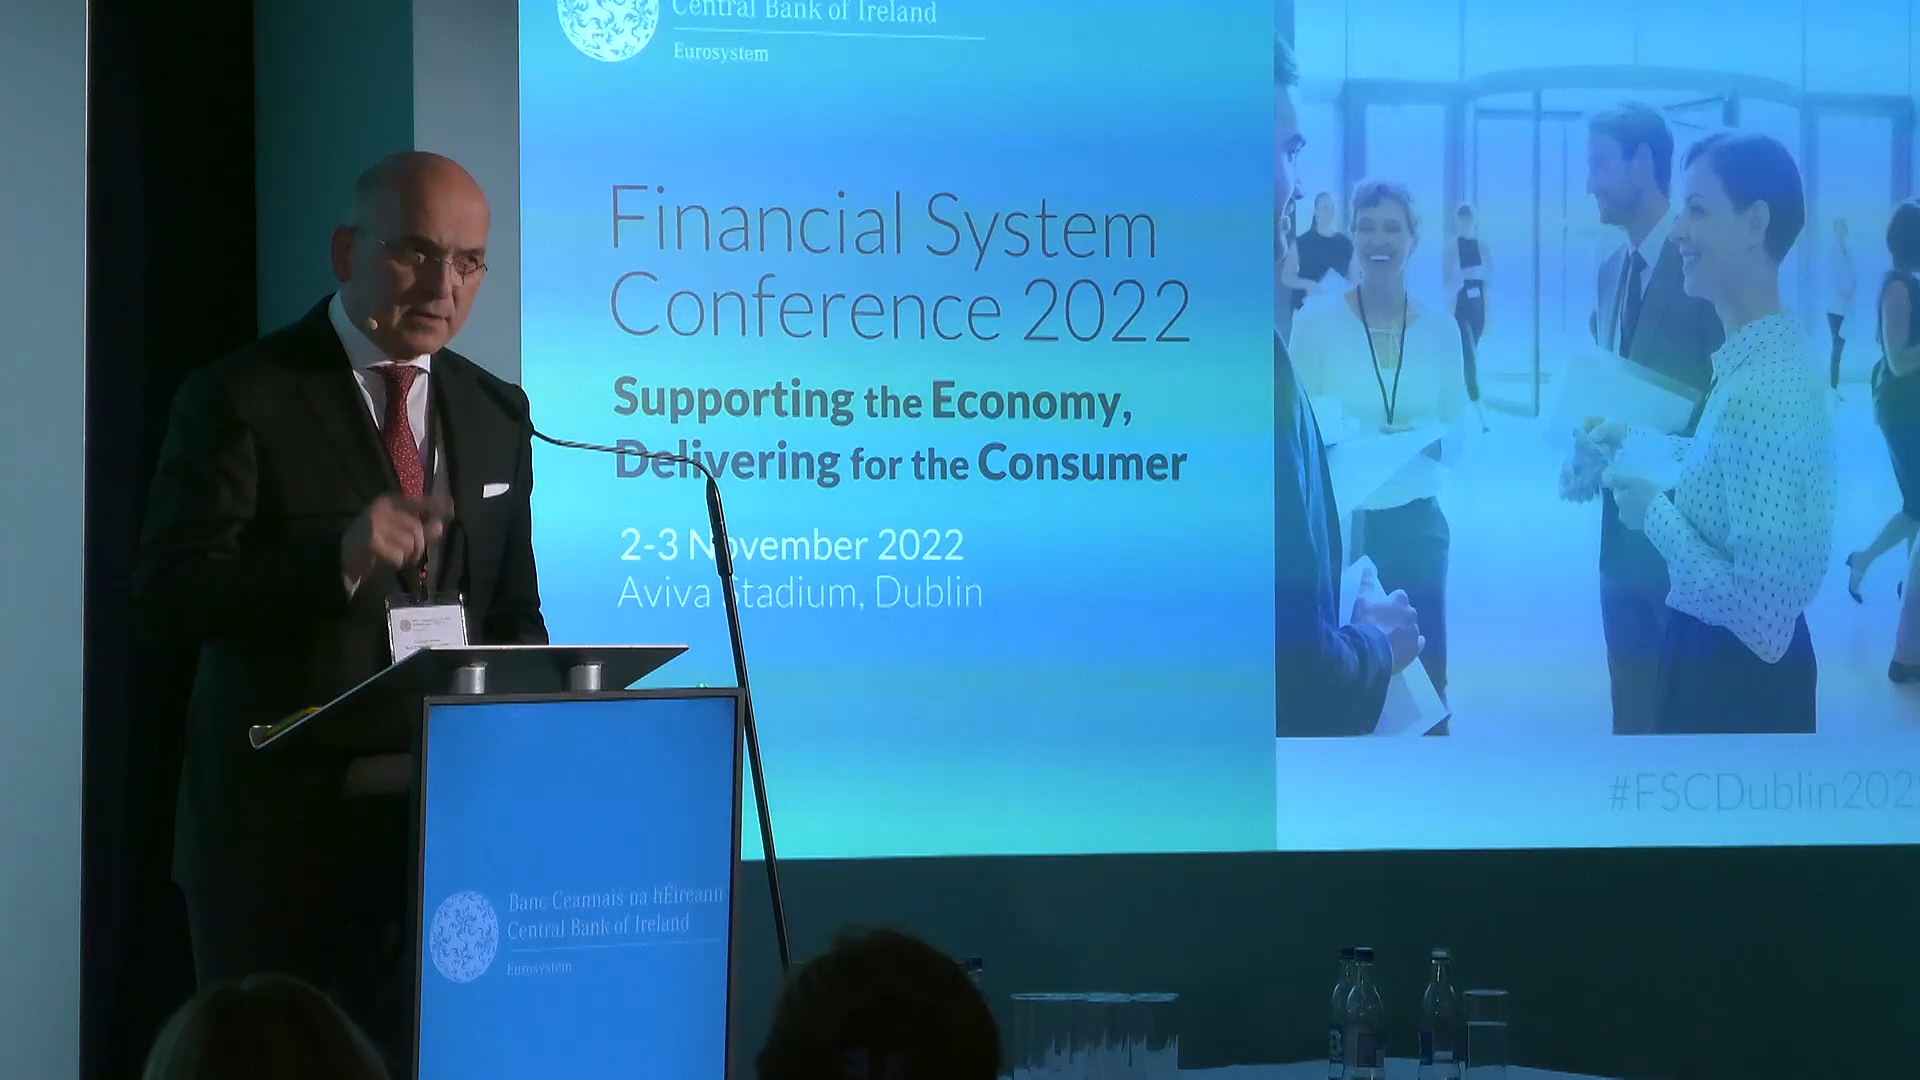 Central Bank of Ireland
Eurosystem
Financial System
Conference 2022
Supporting the Economy,
Delivering for the Consumer
2-3 November 2022
Aviva Stadium, Dublin
#FSCDublin202
Banc Ceannais na hÉireann
Central Bank of Ireland
Eurosystem